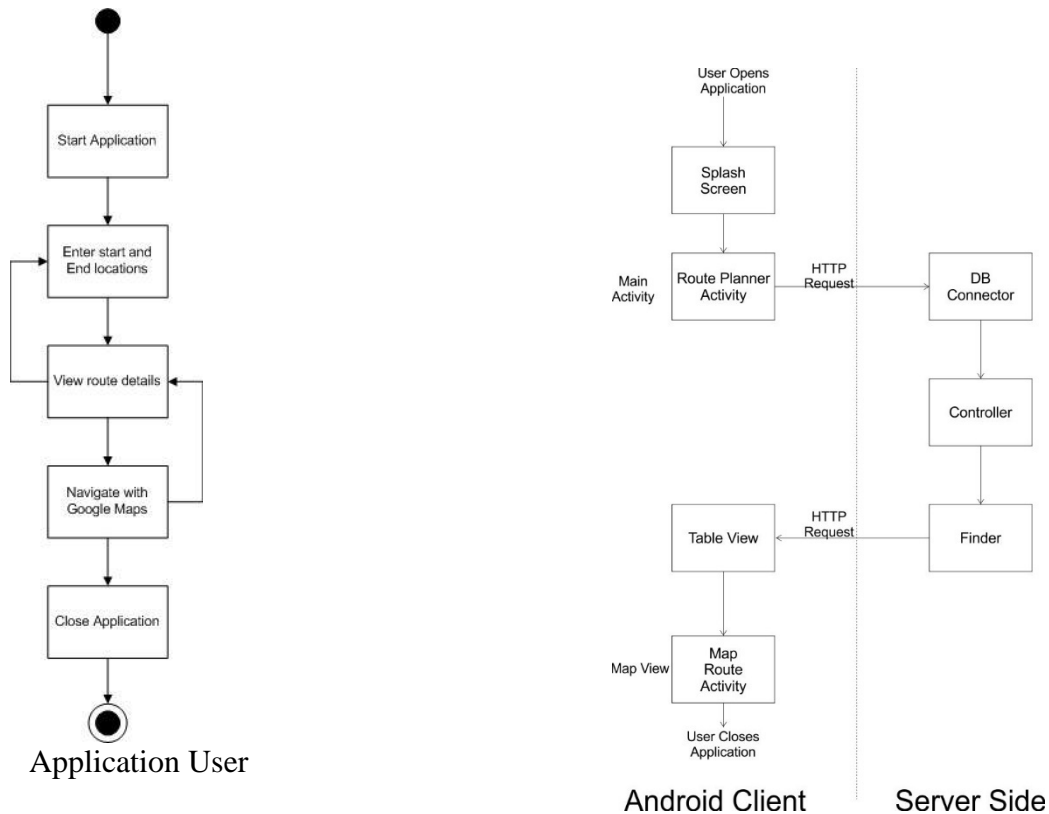 Start Application
Enter start and
End locations
View route details
Navigate with
Google Maps
Close Application
Application User
User Opens
Application
Splash
Screen
Main
Activity
Route Planner
Activity
HTTP
Request
DB
Connector
Controller
Finder
HTTP
Request
Table View
Map View
Map
Route
Activity
User Closes
Application
Android Client
Server Side